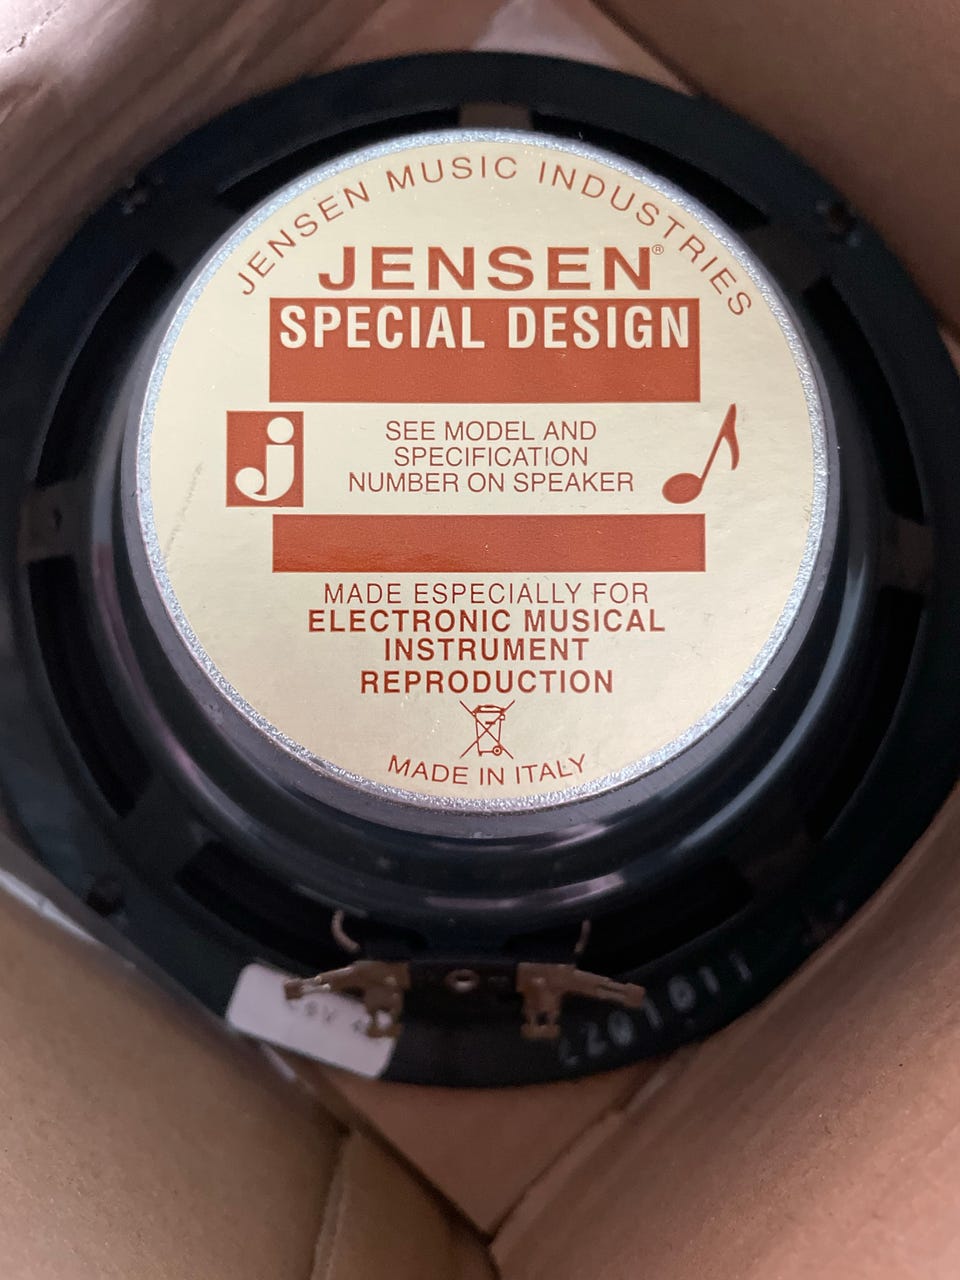 JENSEN MUSIC INDUSTRIES
JENSEN®
SPECIAL DESIGN
j
SEE MODEL AND
SPECIFICATION
NUMBER ON SPEAKER
MADE ESPECIALLY FOR
ELECTRONIC MUSICAL
INSTRUMENT
REPRODUCTION
MADE IN ITALY